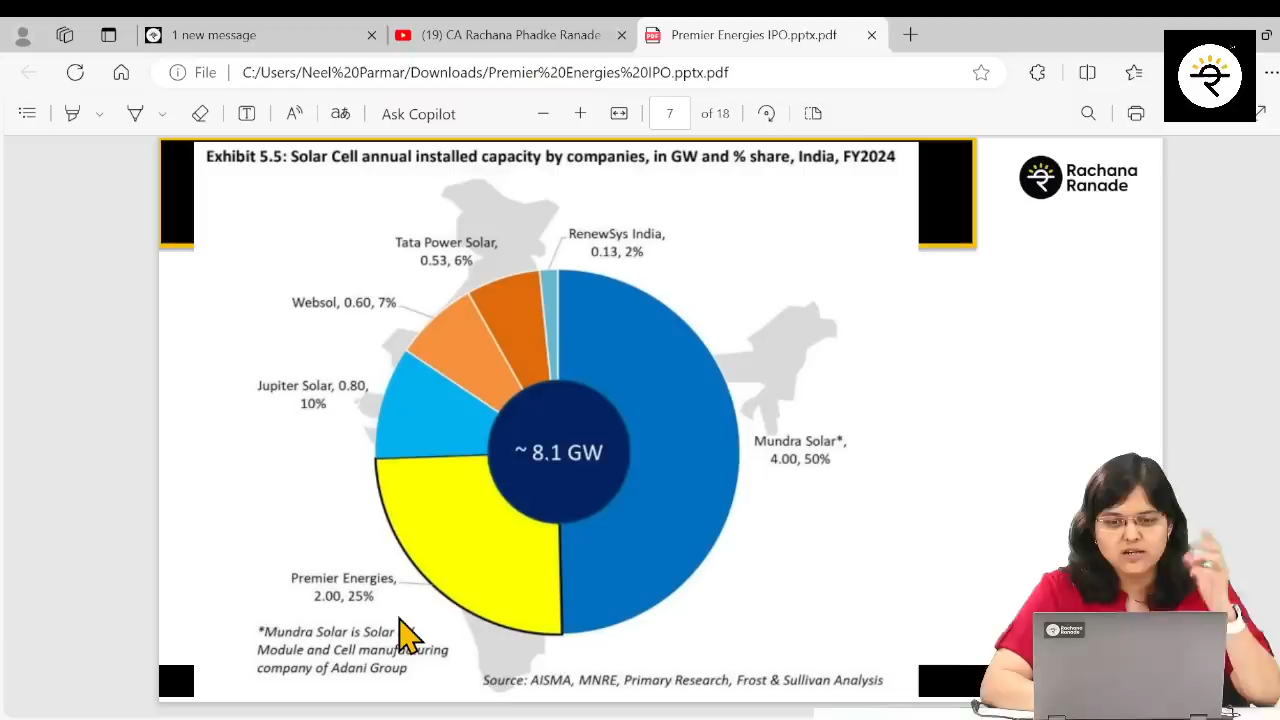 1 new message
(19) CA Rachana Phadke Ranade
Premier Energies IPO.pptx.pdf
File
C:/Users/Neel%20Parmar/Downloads/Premier%20Energies%20IPO.pptx.pdf
aあ
Ask Copilot
7 of 18
Exhibit 5.5: Solar Cell annual installed capacity by companies, in GW and % share, India, FY2024
Rachana
Ranade
RenewSys India,
0.13, 2%
Tata Power Solar,
0.53, 6%
Websol, 0.60, 7%
Jupiter Solar, 0.80,
10%
Mundra Solar*,
4.00, 50%
~ 8.1 GW
Premier Energies,
2.00, 25%
*Mundra Solar is Solar
Module and Cell manufacturing
company of Adani Group
Source: AISMA, MNRE, Primary Research, Frost & Sullivan Analysis
Rachana
Ranade